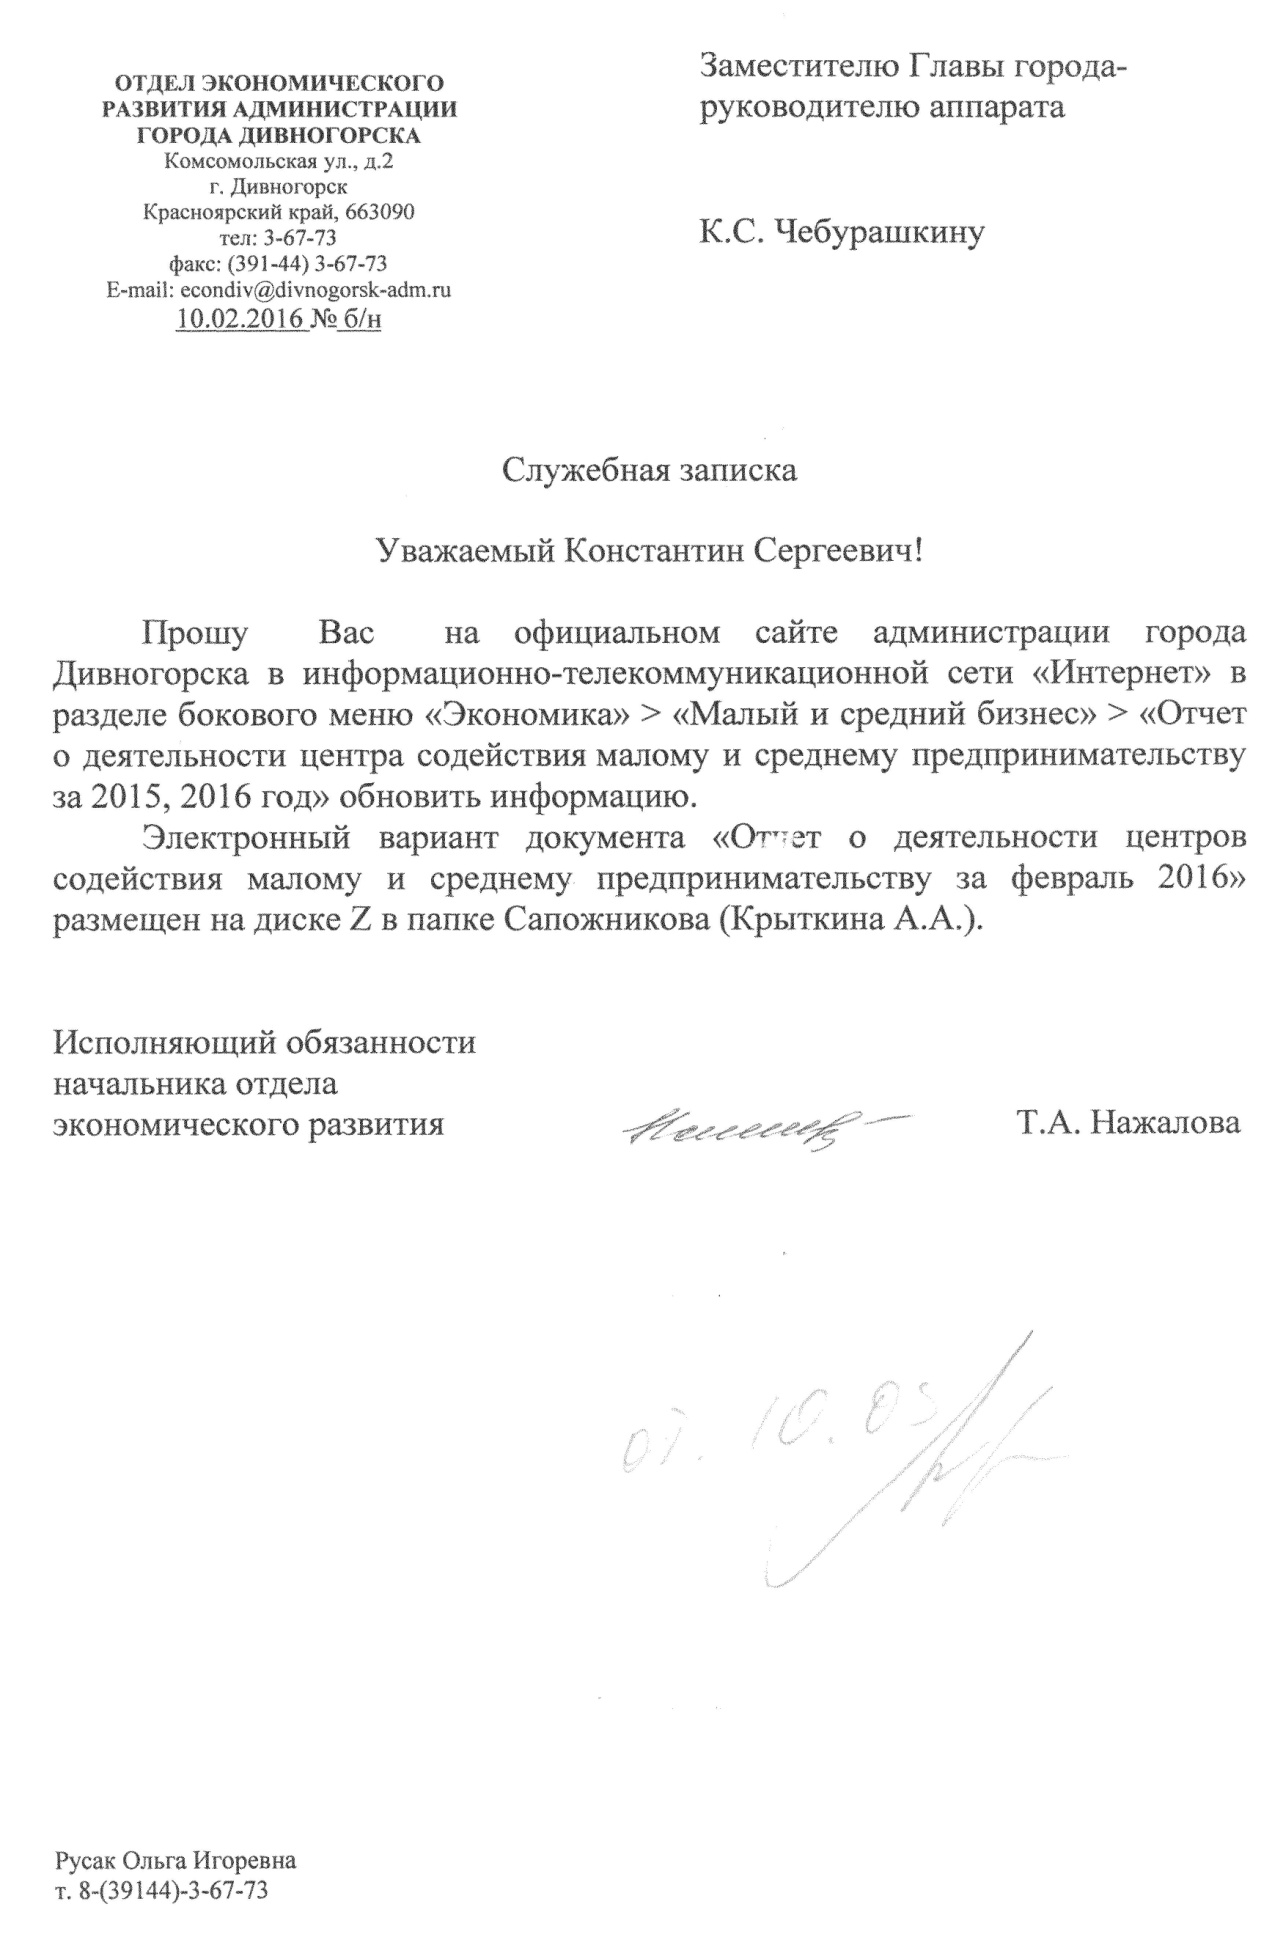 ОТДЕЛ ЭКОНОМИЧЕСКОГО
РАЗВИТИЯ АДМИНИСТРАЦИИ
ГОРОДА ДИВНОГОРСКА
Комсомольская ул., д.2
г. Дивногорск
Красноярский край, 663090
тел: 3-67-73
факс: (391-44) 3-67-73
E-mail: econdiv@divnogorsk-adm.ru
10.02.2016 № б/н
Заместителю Главы города-
руководителю аппарата
К.С. Чебурашкину
Служебная записка
Уважаемый Константин Сергеевич!
Прошу Вас на официальном сайте администрации города
Дивногорска в информационно-телекоммуникационной сети «Интернет» в
разделе бокового меню «Экономика» > «Малый и средний бизнес» > «Отчет
о деятельности центра содействия малому и среднему предпринимательству
за 2015, 2016 год» обновить информацию.
Электронный вариант документа «Отчет о деятельности центров
содействия малому и среднему предпринимательству за февраль 2016»
размещен на диске Z в папке Сапожникова (Крыткина А.А.).
Исполняющий обязанности
начальника отдела
экономического развития
Т.А. Нажалова
от. 10.03
Русак Ольга Игоревна
т. 8-(39144)-3-67-73